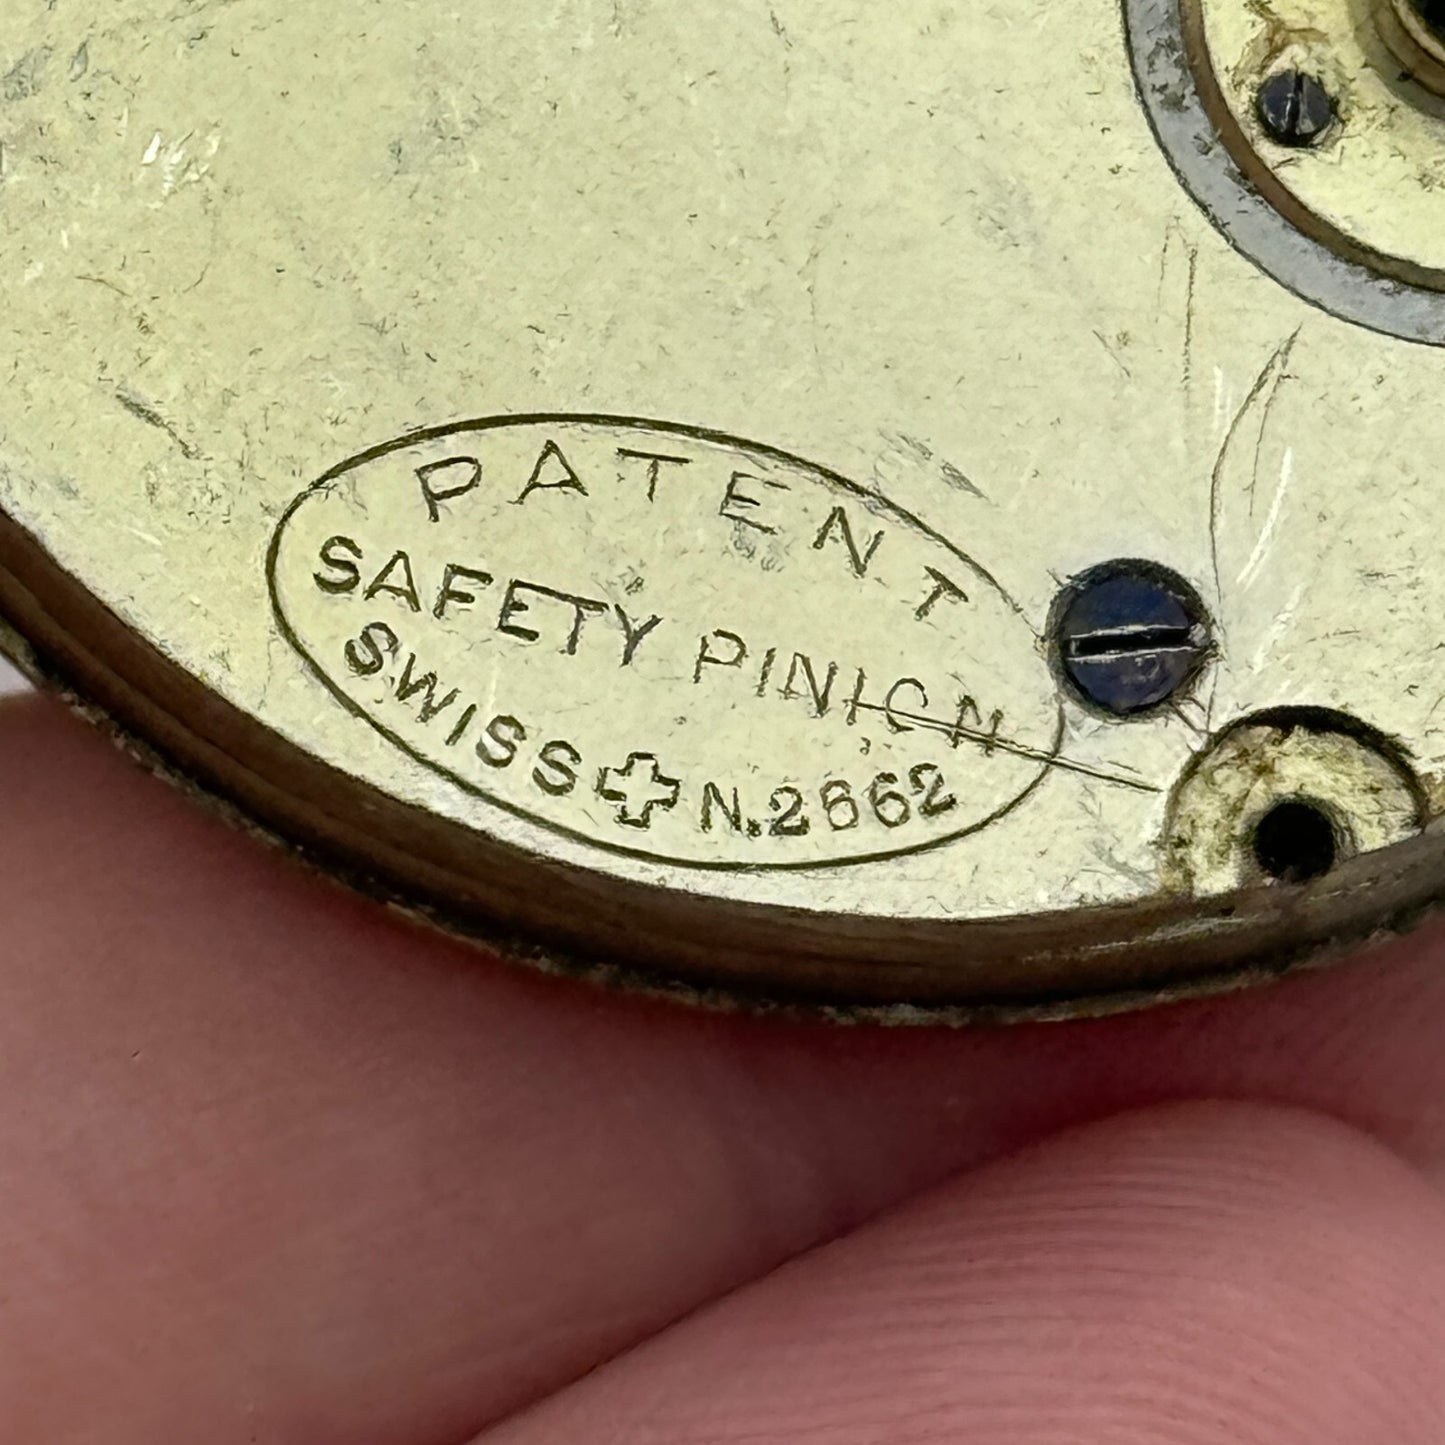 PATENT
SAFETY PINION
SWISS N. 2662